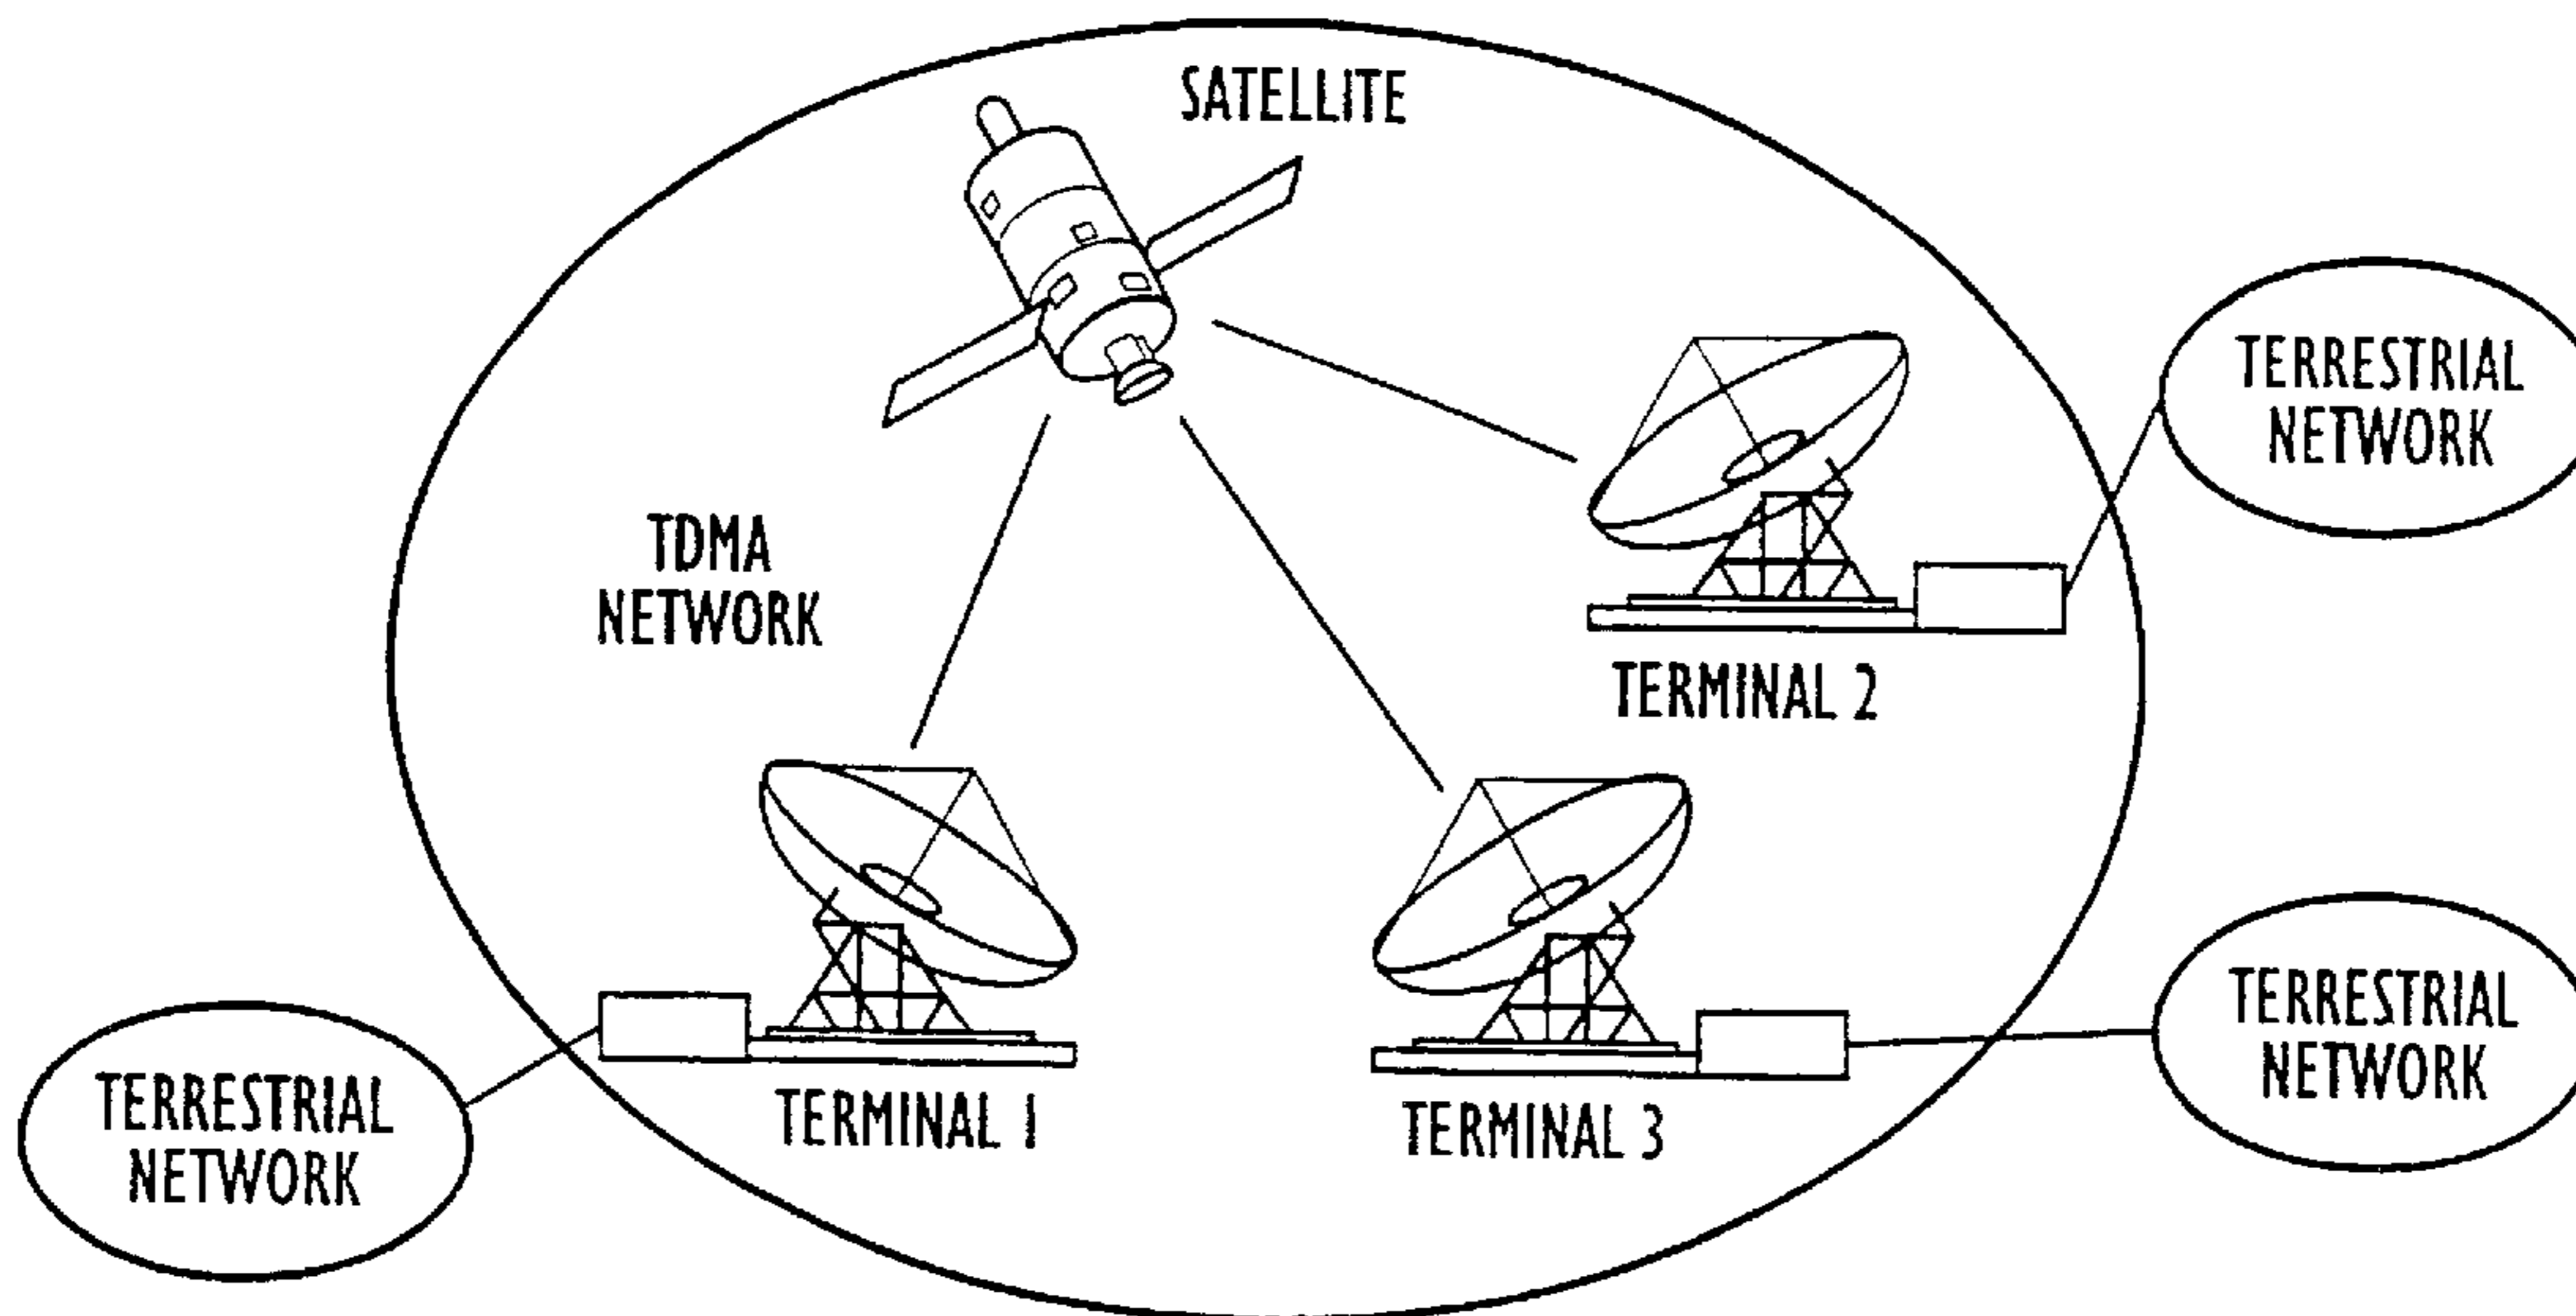 SATELLITE
TERRESTRIAL
NETWORK
TDMA
NETWORK
TERMINAL 2
TERRESTRIAL
NETWORK
TERMINAL 1
TERMINAL 3
TERRESTRIAL
NETWORK